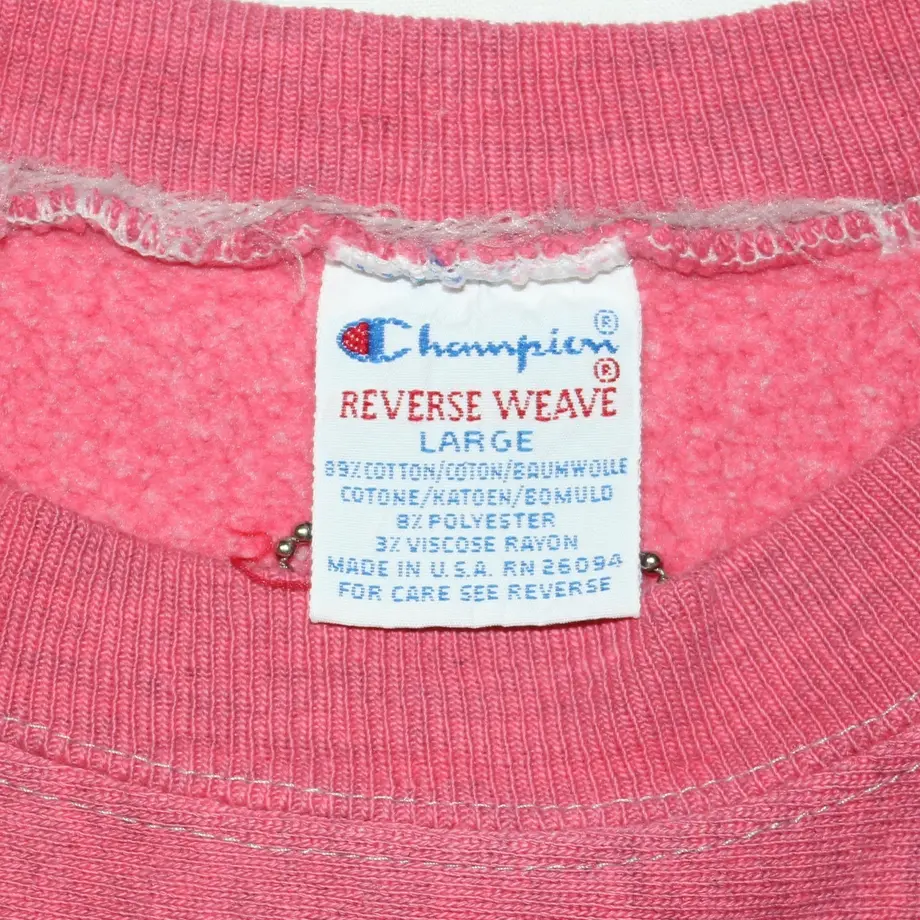 Champion ®
REVERSE WEAVE ®
LARGE
89% COTTON/COTON/BAUMWOLLE
COTONE/KATOEN/BOMULD
8% POLYESTER
3% VISCOSE RAYON
MADE IN U.S.A. RN 26094
FOR CARE SEE REVERSE